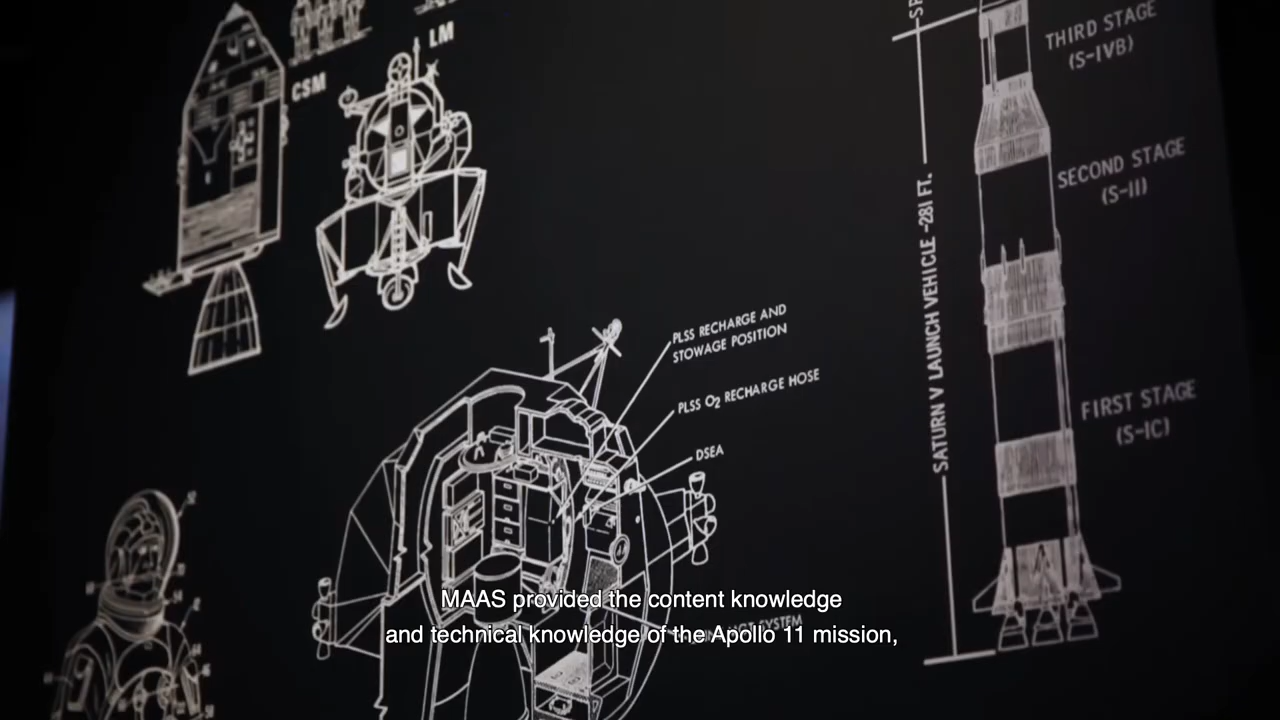 LM
CSM
THIRD STAGE
(S-IVB)
SECOND STAGE
(S-II)
SATURN V LAUNCH VEHICLE -281 FT.
FIRST STAGE
(S-IC)
PLSS RECHARGE AND
STOWAGE POSITION
PLSS O2 RECHARGE HOSE
DSEA
SYSTEM
MAAS provided the content knowledge
and technical knowledge of the Apollo 11 mission,